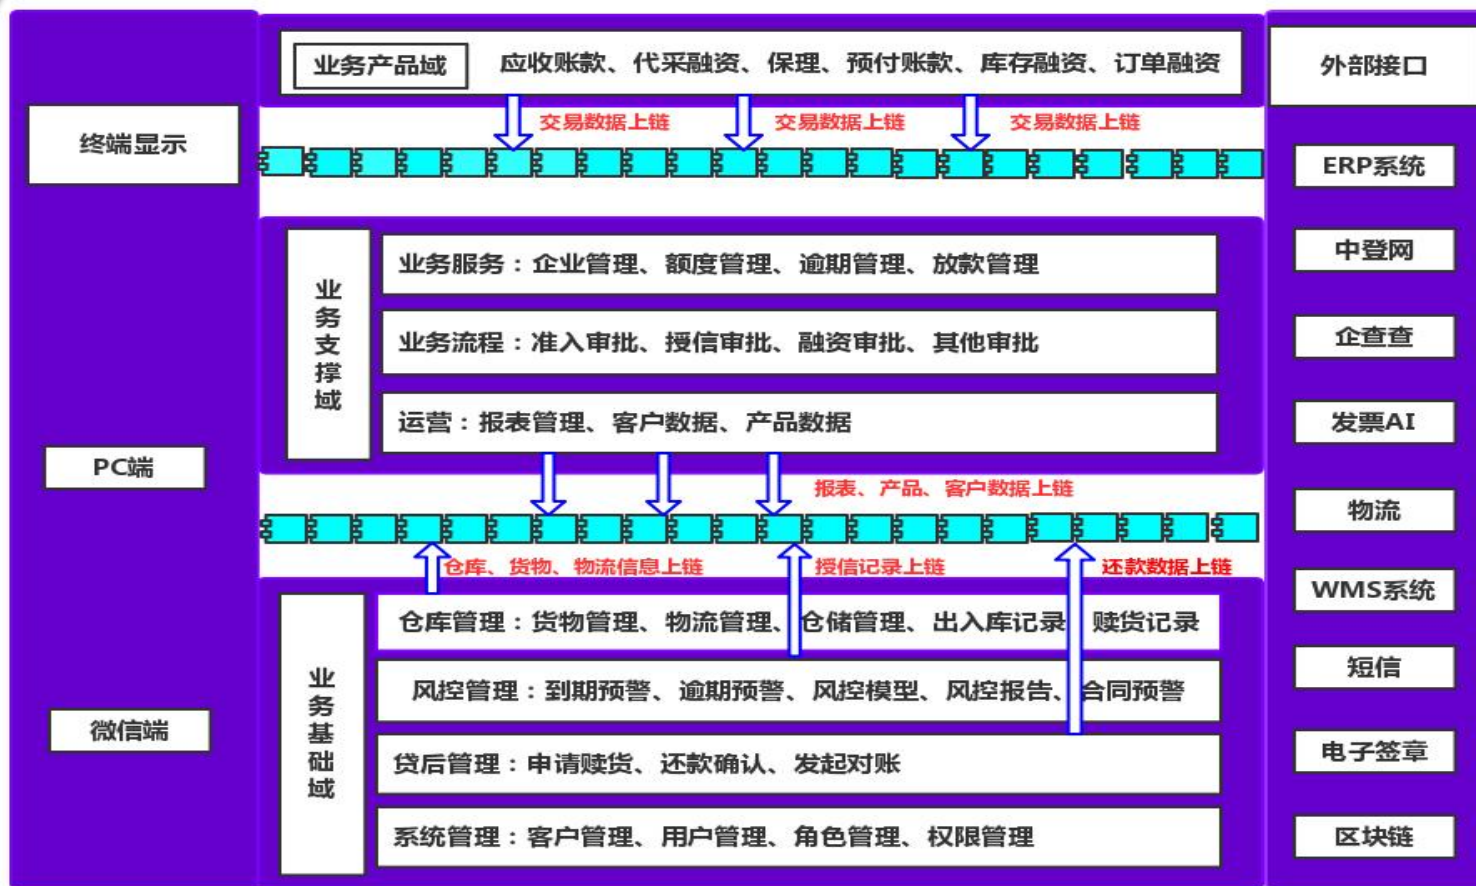 终端显示
PC端
微信端
业务产品域
应收账款、代采融资、保理、预付账款、库存融资、订单融资
交易数据上链
交易数据上链
交易数据上链
业务支撑域
业务服务：企业管理、额度管理、逾期管理、放款管理
业务流程：准入审批、授信审批、融资审批、其他审批
运营：报表管理、客户数据、产品数据
报表、产品、客户数据上链
仓库、货物、物流信息上链
授信记录上链
还款数据上链
业务基础域
仓库管理：货物管理、物流管理、仓储管理、出入库记录、赎货记录
风控管理：到期预警、逾期预警、风控模型、风控报告、合同预警
贷后管理：申请赎货、还款确认、发起对账
系统管理：客户管理、用户管理、角色管理、权限管理
外部接口
ERP系统
中登网
企查查
发票AI
物流
WMS系统
短信
电子签章
区块链